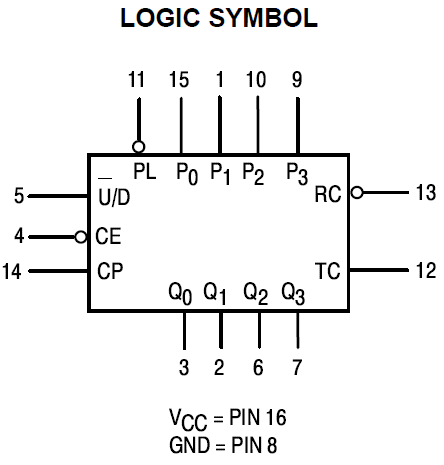 LOGIC SYMBOL
11 15 1 10 9
PL P0 P1 P2 P3
5 U̅/D RC 13
4 CE
14 CP TC 12
Q0 Q1 Q2 Q3
3 2 6 7
VCC = PIN 16
GND = PIN 8